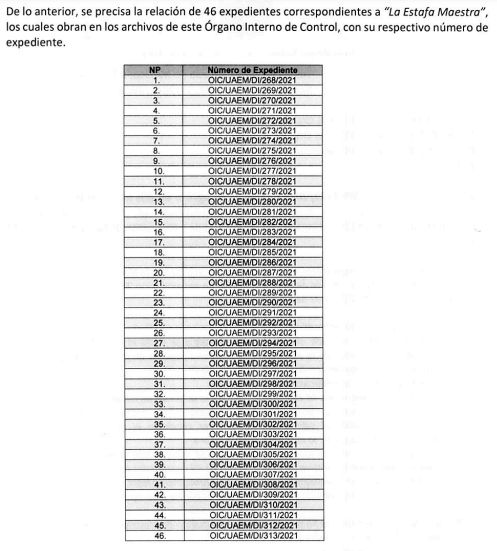 De lo anterior, se precisa la relación de 46 expedientes correspondientes a “La Estafa Maestra”,
los cuales obran en los archivos de este Órgano Interno de Control, con su respectivo número de
expediente.
NP Número de Expediente
1. OIC/UAEM/DI/268/2021
2. OIC/UAEM/DI/269/2021
3. OIC/UAEM/DI/270/2021
4. OIC/UAEM/DI/271/2021
5. OIC/UAEM/DI/272/2021
6. OIC/UAEM/DI/273/2021
7. OIC/UAEM/DI/274/2021
8. OIC/UAEM/DI/275/2021
9. OIC/UAEM/DI/276/2021
10. OIC/UAEM/DI/277/2021
11. OIC/UAEM/DI/278/2021
12. OIC/UAEM/DI/279/2021
13. OIC/UAEM/DI/280/2021
14. OIC/UAEM/DI/281/2021
15. OIC/UAEM/DI/282/2021
16. OIC/UAEM/DI/283/2021
17. OIC/UAEM/DI/284/2021
18. OIC/UAEM/DI/285/2021
19. OIC/UAEM/DI/286/2021
20. OIC/UAEM/DI/287/2021
21. OIC/UAEM/DI/288/2021
22. OIC/UAEM/DI/289/2021
23. OIC/UAEM/DI/290/2021
24. OIC/UAEM/DI/291/2021
25. OIC/UAEM/DI/292/2021
26. OIC/UAEM/DI/293/2021
27. OIC/UAEM/DI/294/2021
28. OIC/UAEM/DI/295/2021
29. OIC/UAEM/DI/296/2021
30. OIC/UAEM/DI/297/2021
31. OIC/UAEM/DI/298/2021
32. OIC/UAEM/DI/299/2021
33. OIC/UAEM/DI/300/2021
34. OIC/UAEM/DI/301/2021
35. OIC/UAEM/DI/302/2021
36. OIC/UAEM/DI/303/2021
37. OIC/UAEM/DI/304/2021
38. OIC/UAEM/DI/305/2021
39. OIC/UAEM/DI/306/2021
40. OIC/UAEM/DI/307/2021
41. OIC/UAEM/DI/308/2021
42. OIC/UAEM/DI/309/2021
43. OIC/UAEM/DI/310/2021
44. OIC/UAEM/DI/311/2021
45. OIC/UAEM/DI/312/2021
46. OIC/UAEM/DI/313/2021